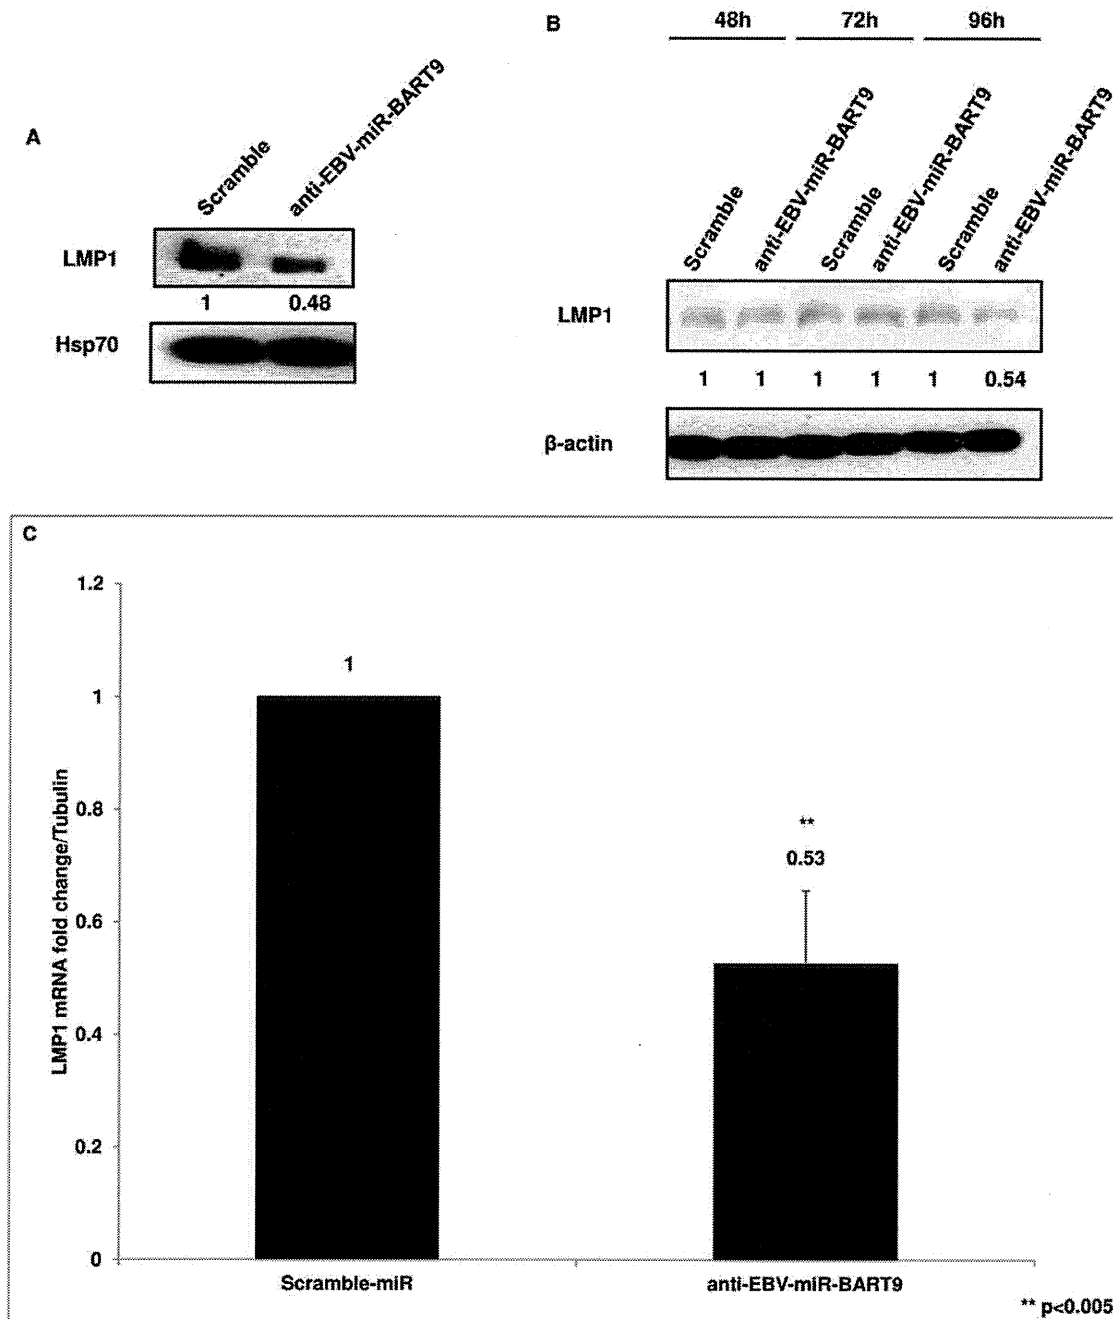 A
Scramble
anti-EBV-miR-BART9
LMP1
1 0.48
Hsp70
B
48h 72h 96h
Scramble
anti-EBV-miR-BART9
Scramble
anti-EBV-miR-BART9
Scramble
anti-EBV-miR-BART9
LMP1
1 1 1 1 1 0.54
β-actin
C
LMP1 mRNA fold change/Tubulin
1.2
1
0.8
0.6
0.4
0.2
0
1
**
0.53
Scramble-miR
anti-EBV-miR-BART9
** p<0.005